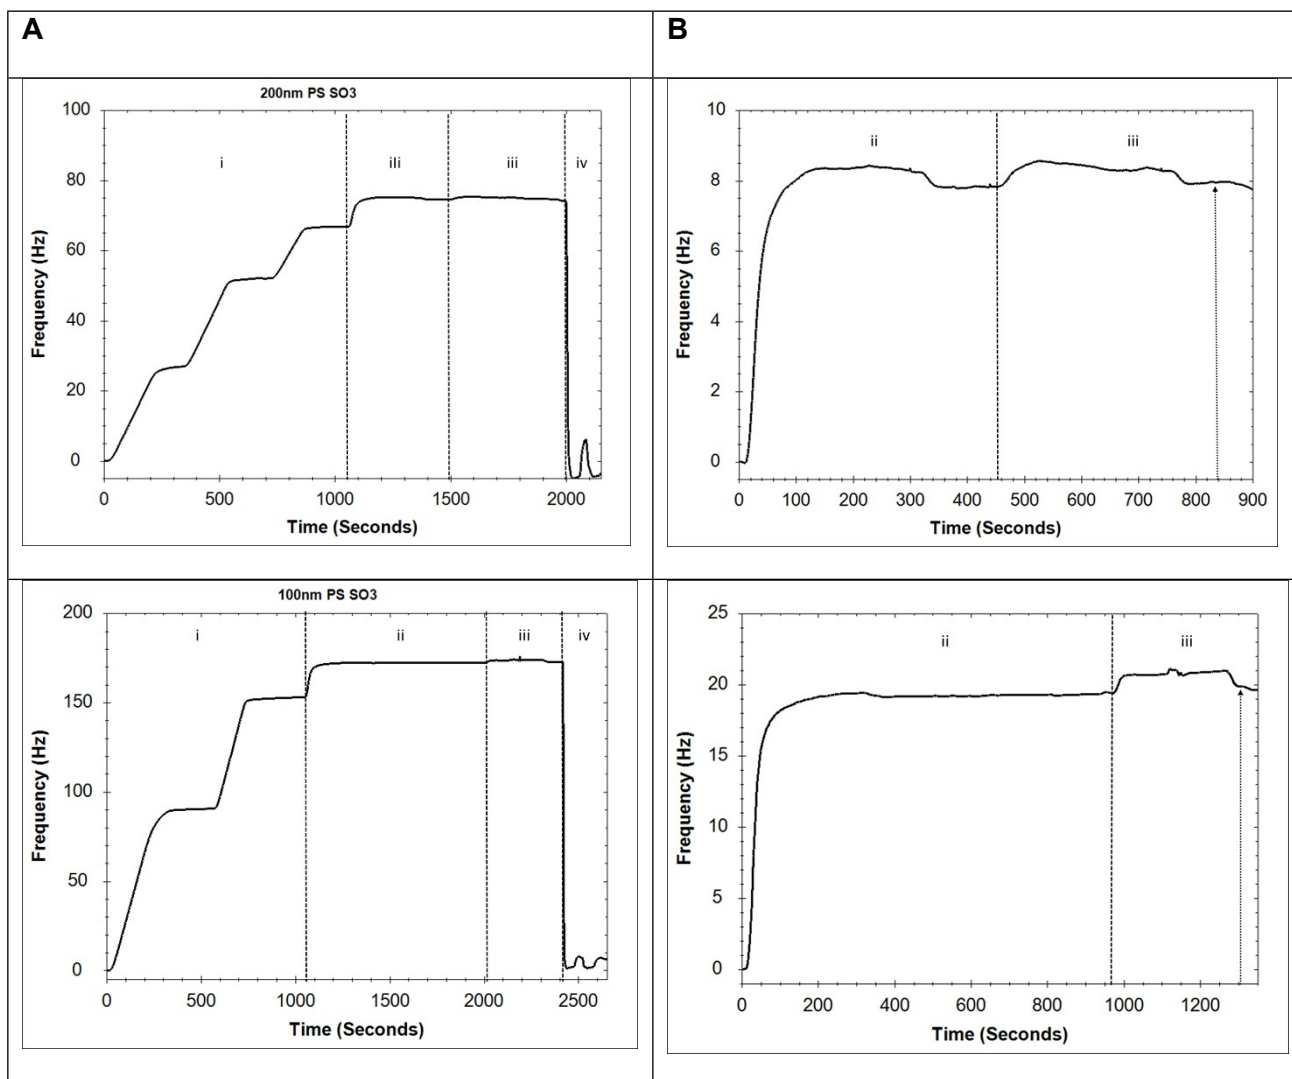 A
B
200nm PS SO3
100
80
60
40
20
0
Frequency (Hz)
i
iIi
iii
iv
0 500 1000 1500 2000
Time (Seconds)
10
8
6
4
2
0
Frequency (Hz)
ii
iii
0 100 200 300 400 500 600 700 800 900
Time (Seconds)
100nm PS SO3
200
150
100
50
0
Frequency (Hz)
i
ii
iii
iv
0 500 1000 1500 2000 2500
Time (Seconds)
25
20
15
10
5
0
Frequency (Hz)
ii
iii
0 200 400 600 800 1000 1200
Time (Seconds)